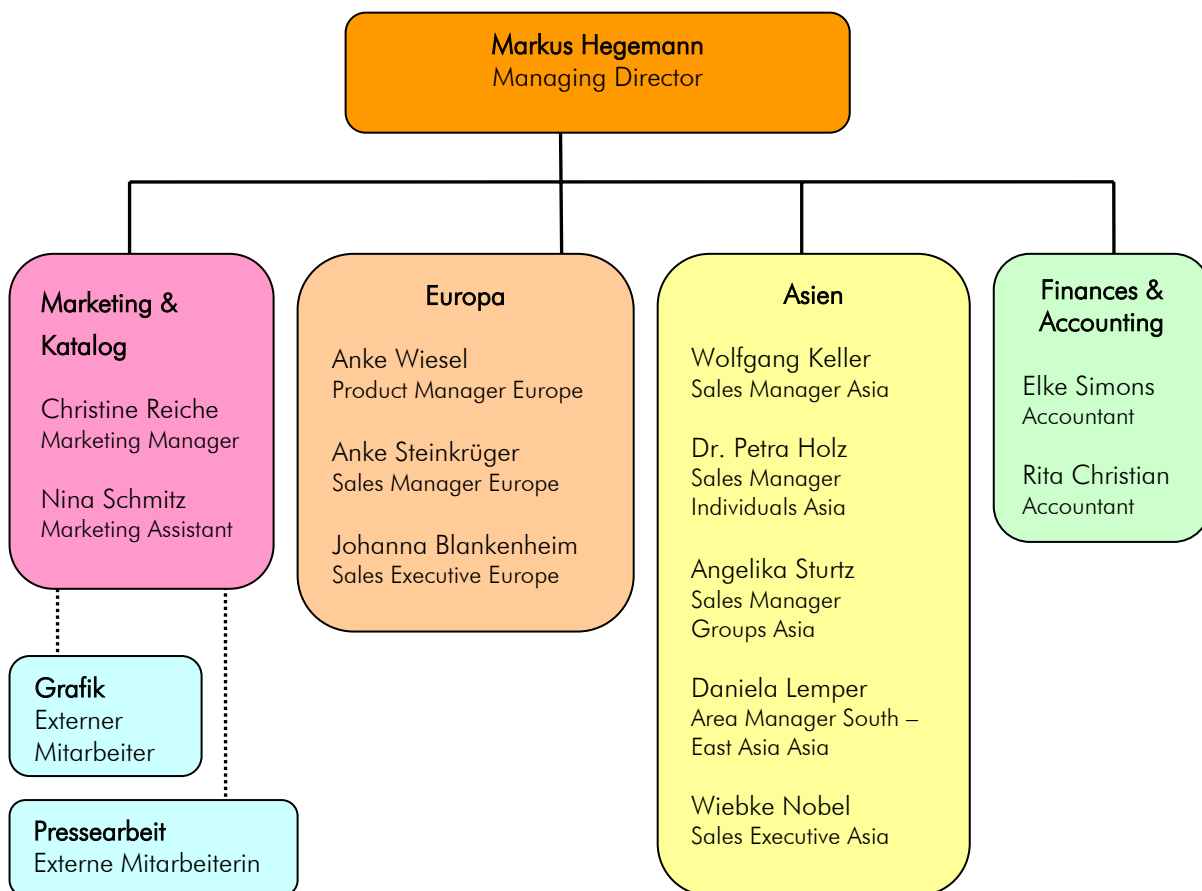 Markus Hegemann
Managing Director
Marketing &
Katalog
Christine Reiche
Marketing Manager
Nina Schmitz
Marketing Assistant
Grafik
Externer
Mitarbeiter
Pressearbeit
Externe Mitarbeiterin
Europa
Anke Wiesel
Product Manager Europe
Anke Steinkrüger
Sales Manager Europe
Johanna Blankenheim
Sales Executive Europe
Asien
Wolfgang Keller
Sales Manager Asia
Dr. Petra Holz
Sales Manager
Individuals Asia
Angelika Sturtz
Sales Manager
Groups Asia
Daniela Lemper
Area Manager South –
East Asia Asia
Wiebke Nobel
Sales Executive Asia
Finances &
Accounting
Elke Simons
Accountant
Rita Christian
Accountant